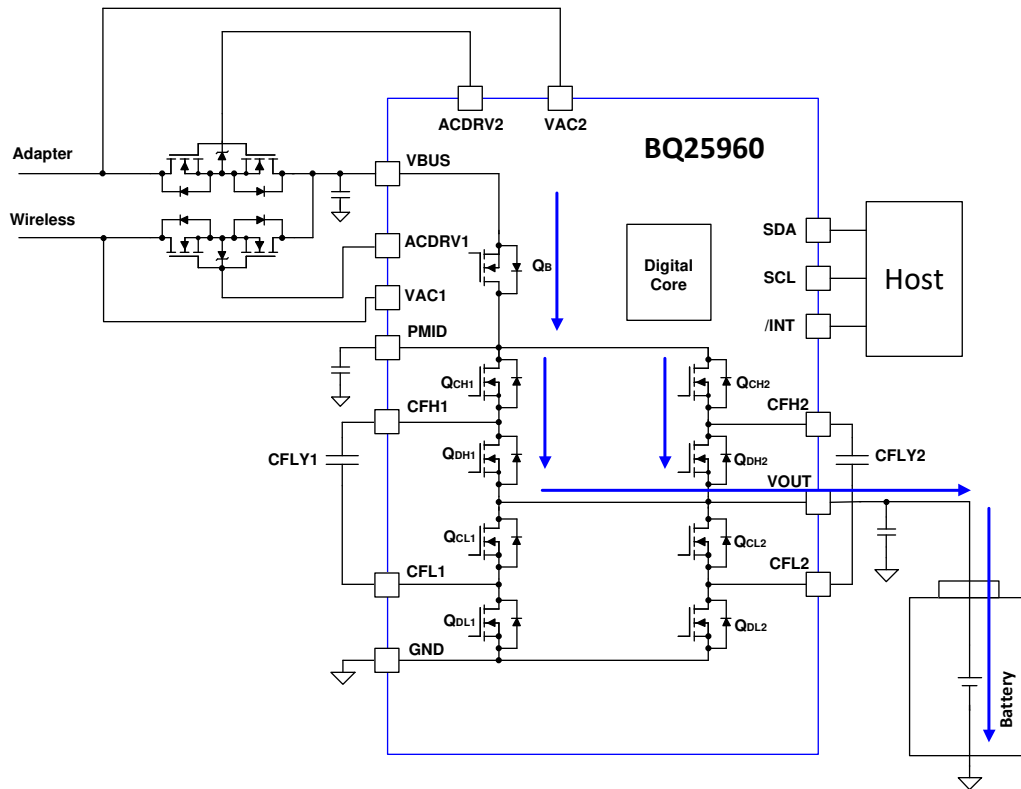 ACDRV2
VAC2
BQ25960
Adapter
VBUS
Wireless
ACDRV1
QB
Digital
Core
SDA
SCL
/INT
Host
VAC1
PMID
QCH1
QCH2
CFH1
CFH2
CFLY1
QDH1
QDH2
CFLY2
VOUT
QCL1
QCL2
CFL1
CFL2
QDL1
QDL2
GND
Battery